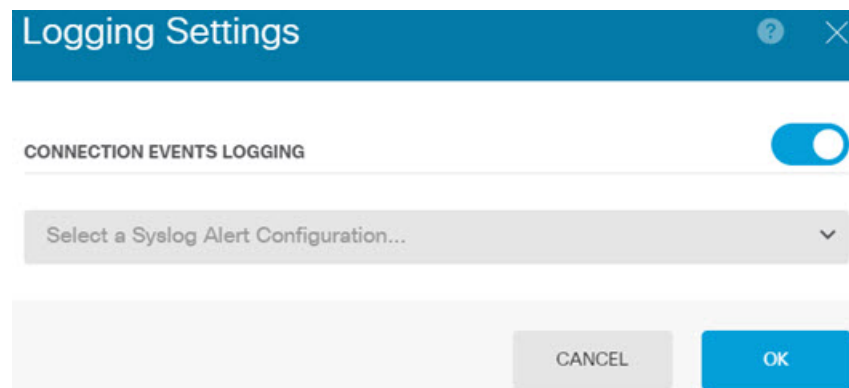 Logging Settings
?
CONNECTION EVENTS LOGGING
Select a Syslog Alert Configuration...
CANCEL
OK